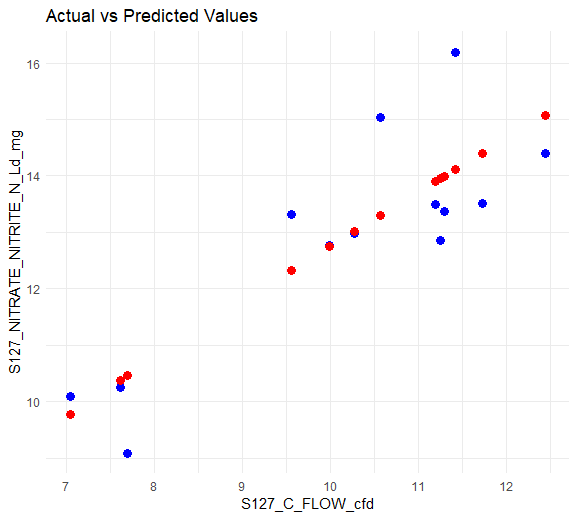 Actual vs Predicted Values
S127_NITRATE_NITRITE_N_Ld_mg
16
14
12
10
7 8 9 10 11 12
S127_C_FLOW_cfd